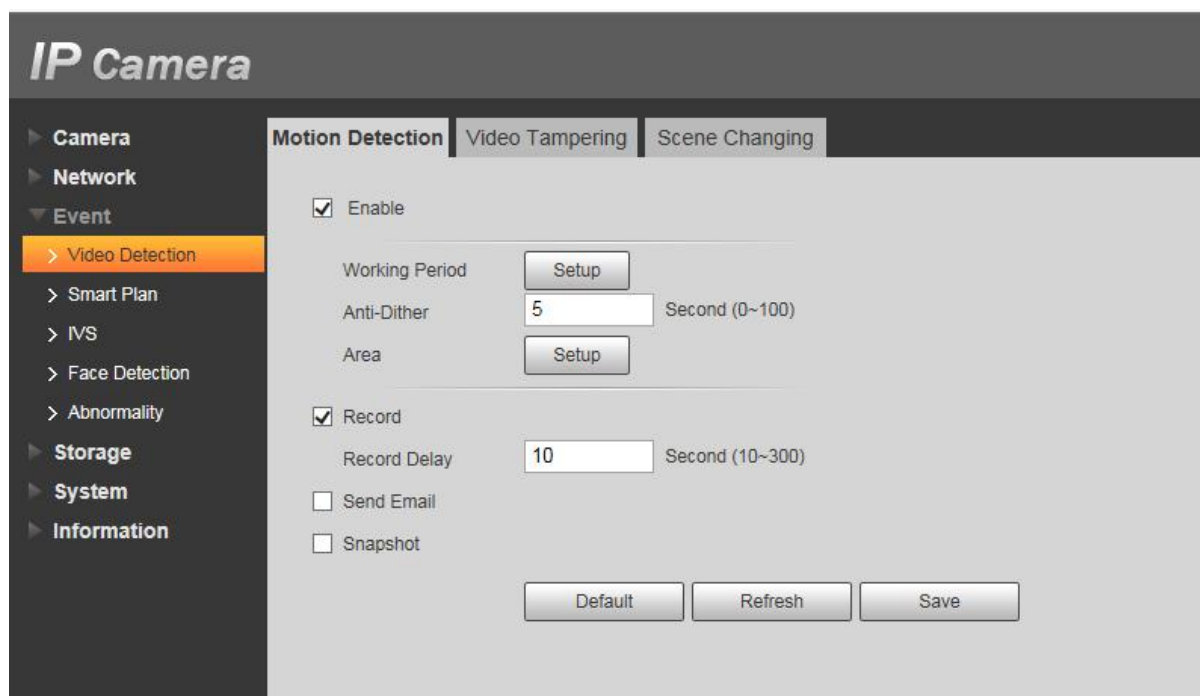 IP Camera
Camera
Network
Event
Video Detection
Smart Plan
IVS
Face Detection
Abnormality
Storage
System
Information
Motion Detection Video Tampering Scene Changing
Enable
Working Period Setup
Anti-Dither 5 Second (0~100)
Area Setup
Record
Record Delay 10 Second (10~300)
Send Email
Snapshot
Default Refresh Save